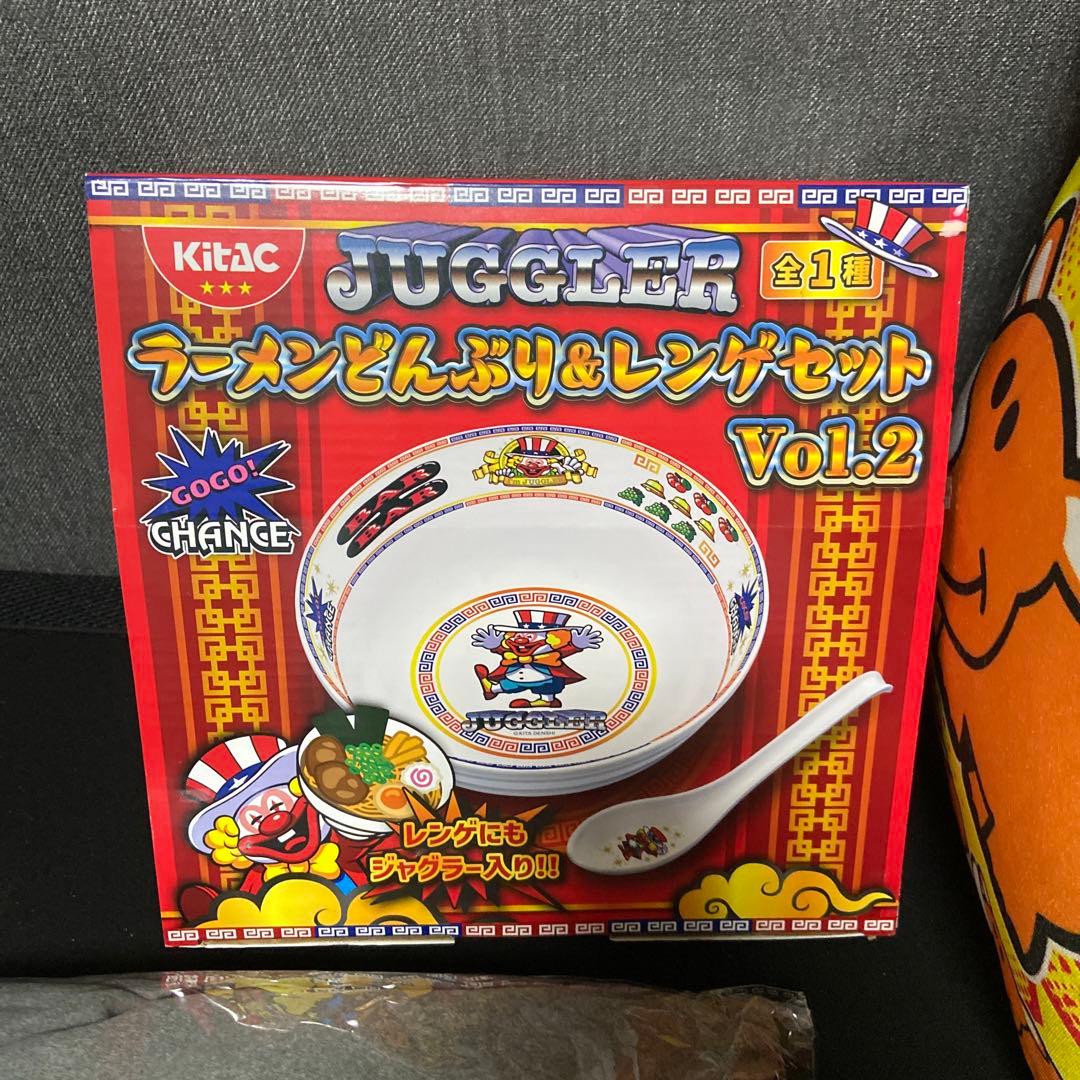 KitAC
JUGGLER
全1種
ラーメンどんぶり&レンゲセット
Vol.2
GOGO!
CHANCE
BAR
BAR
JUGGLER
©KITA DENSHI
レンゲにも
ジャグラー入り!!